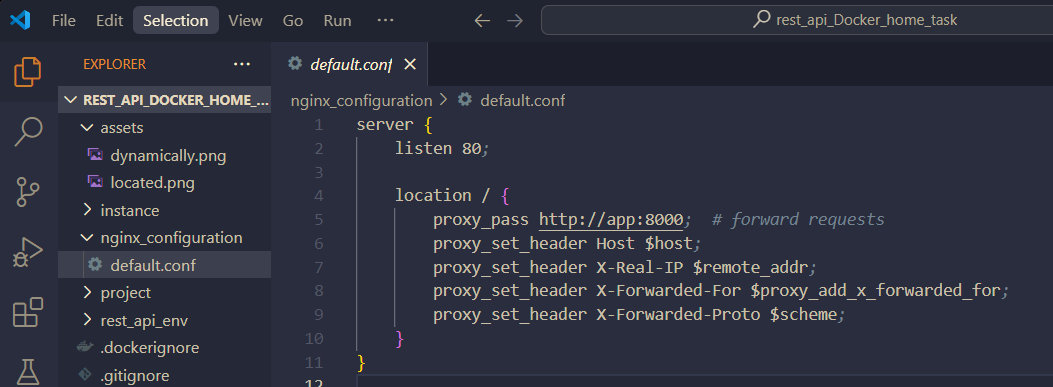 File Edit Selection View Go Run ···
rest_api_Docker_home_task
EXPLORER ···
REST_API_DOCKER_HOME_...
assets
dynamically.png
located.png
instance
nginx_configuration
default.conf
project
rest_api_env
.dockerignore
.gitignore
default.conf
nginx_configuration > default.conf
1 server {
2 listen 80;
3
4 location / {
5 proxy_pass http://app:8000; # forward requests
6 proxy_set_header Host $host;
7 proxy_set_header X-Real-IP $remote_addr;
8 proxy_set_header X-Forwarded-For $proxy_add_x_forwarded_for;
9 proxy_set_header X-Forwarded-Proto $scheme;
10 }
11 }
12